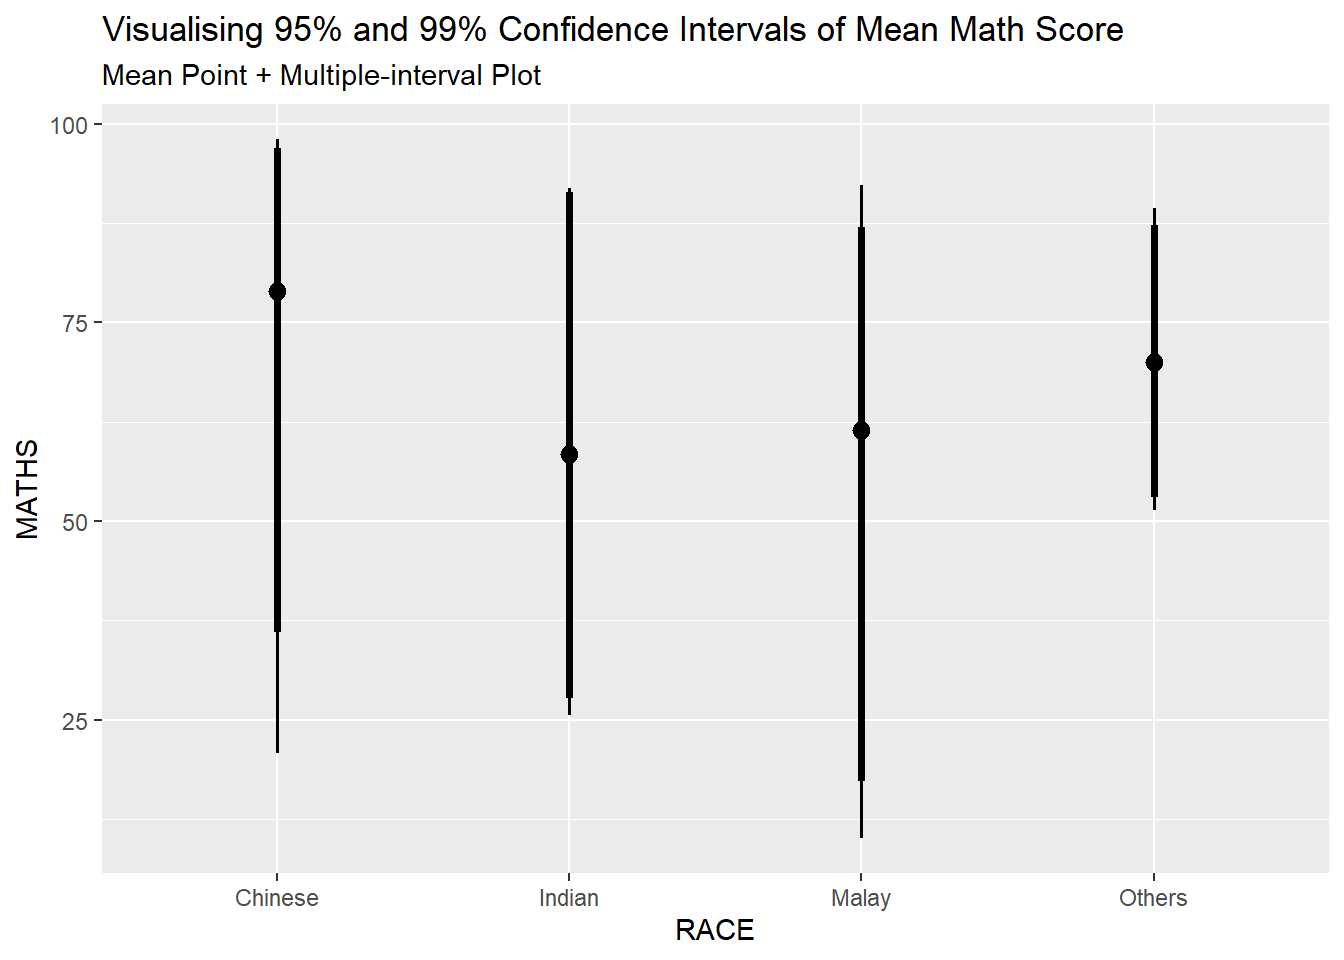 Visualising 95% and 99% Confidence Intervals of Mean Math Score
Mean Point + Multiple-interval Plot
100
75
50
25
MATHS
Chinese Indian Malay Others
RACE